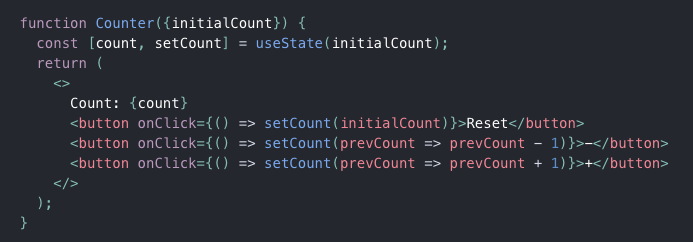 function Counter({initialCount}) {
  const [count, setCount] = useState(initialCount);
  return (
    <>
      Count: {count}
      <button onClick={() => setCount(initialCount)}>Reset</button>
      <button onClick={() => setCount(prevCount => prevCount - 1)}>-</button>
      <button onClick={() => setCount(prevCount => prevCount + 1)}>+</button>
    </>
  );
}